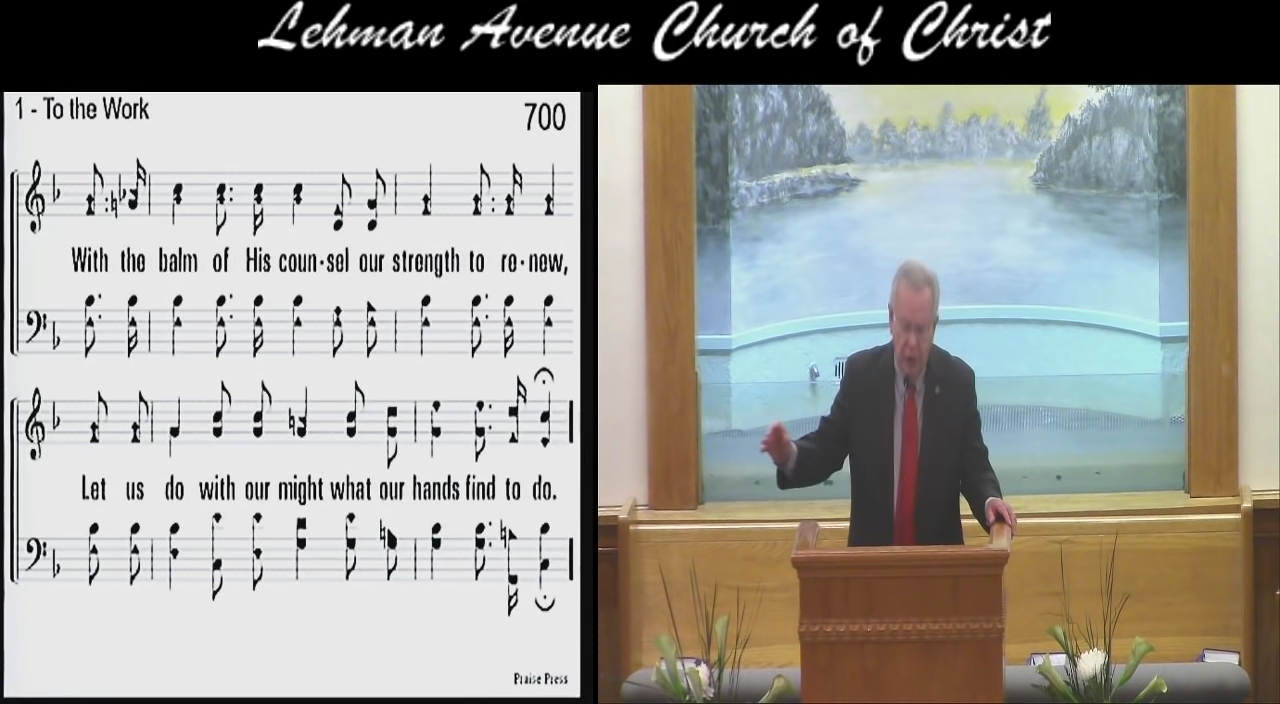 Lehman Avenue Church of Christ
1 - To the Work
700
With the balm of His coun-sel our strength to re-new,
Let us do with our might what our hands find to do.
Praise Press